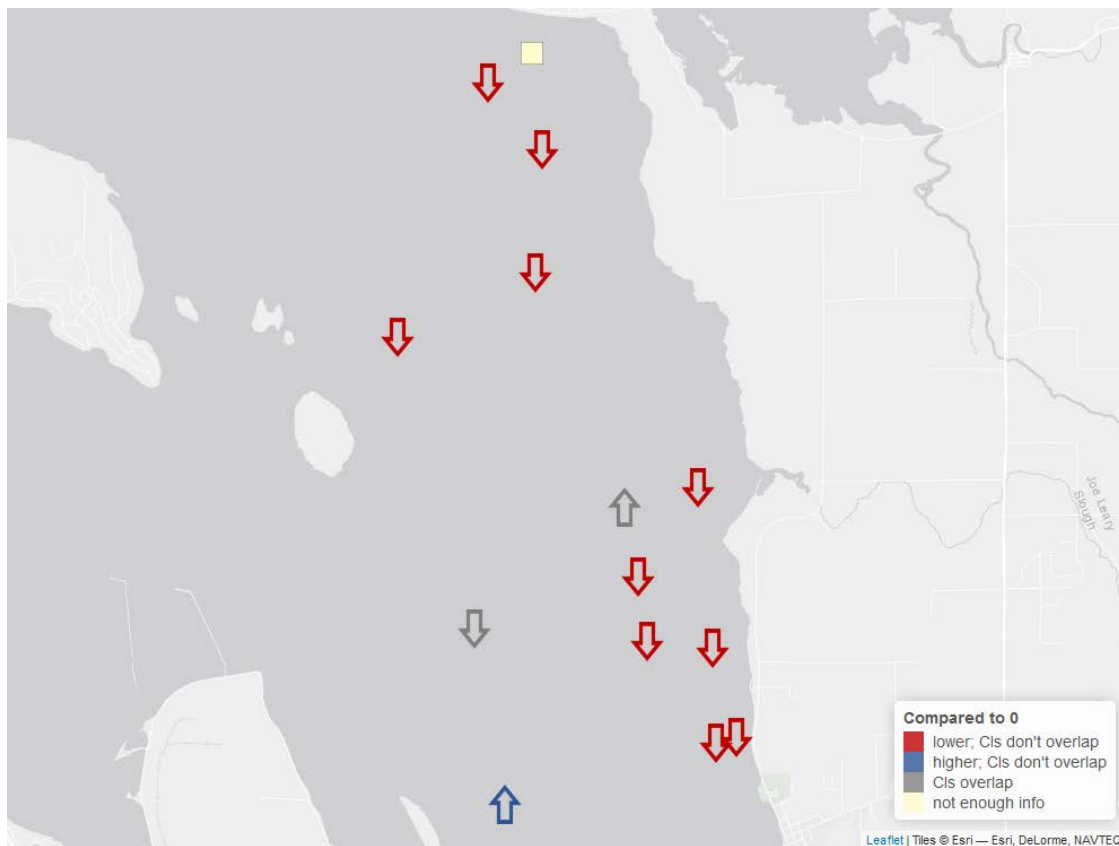 Joe Leary
Slough
Compared to 0
lower; CIs don't overlap
higher; CIs don't overlap
CIs overlap
not enough info
Leaflet | Tiles © Esri — Esri, DeLorme, NAVTEQ